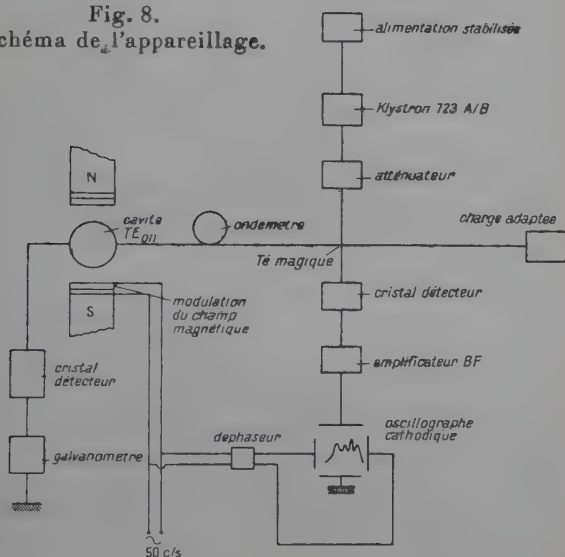 Fig. 8.
chéma de l'appareillage.
alimentation stabilisée
Klystron 723 A/B
atténuateur
N
cavité
TE011
ondemètre
charge adaptée
Té magique
S
modulation
du champ
magnétique
cristal détecteur
cristal
détecteur
amplificateur BF
oscillographe
cathodique
déphaseur
galvanomètre
50 c/s